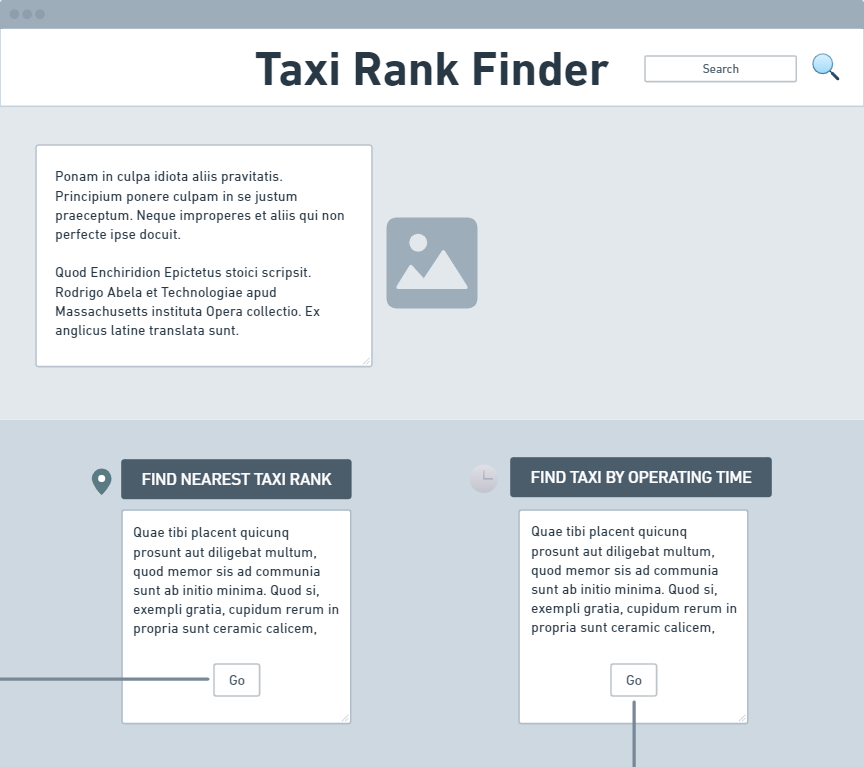 Taxi Rank Finder
Search
Ponam in culpa idiota aliis pravitatis.
Principium ponere culpam in se justum
praeceptum. Neque improperes et aliis qui non
perfecte ipse docuit.
Quod Enchiridion Epictetus stoici scripsit.
Rodrigo Abela et Technologiae apud
Massachusetts instituta Opera collectio. Ex
anglicus latine translata sunt.
FIND NEAREST TAXI RANK
Quae tibi placent quicunq
prosunt aut diligebat multum,
quod memor sis ad communia
sunt ab initio minima. Quod si,
exempli gratia, cupidum rerum in
propria sunt ceramic calicem,
Go
FIND TAXI BY OPERATING TIME
Quae tibi placent quicunq
prosunt aut diligebat multum,
quod memor sis ad communia
sunt ab initio minima. Quod si,
exempli gratia, cupidum rerum in
propria sunt ceramic calicem,
Go